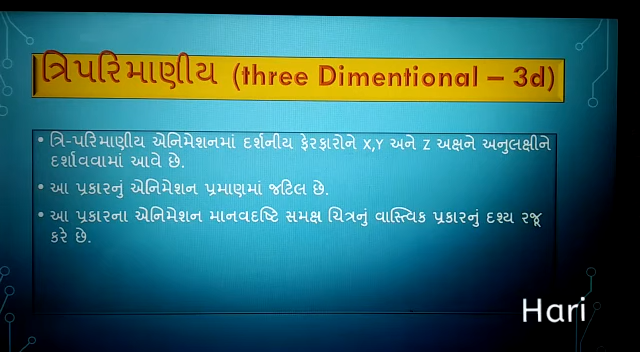 ત્રિપરિમાણીય (three Dimentional – 3d)
• ત્રિ-પરિમાણીય એનિમેશનમાં દર્શનીય ફેરફારોને X,Y અને Z અક્ષને અનુલક્ષીને
દર્શાવવામાં આવે છે.
• આ પ્રકારનું એનિમેશન પ્રમાણમાં જટિલ છે.
• આ પ્રકારના એનિમેશન માનવદષ્ટિ સમક્ષ ચિત્રનું વાસ્ત્વિક પ્રકારનું દશ્ય રજૂ
કરે છે.
Hari